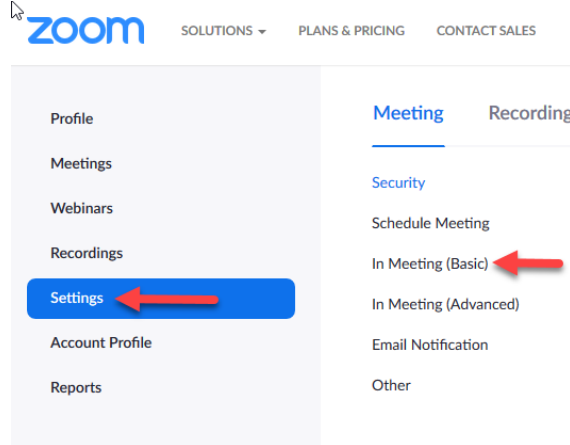 zoom SOLUTIONS PLANS & PRICING CONTACT SALES
Profile
Meetings
Webinars
Recordings
Settings
Account Profile
Reports
Meeting Recording
Security
Schedule Meeting
In Meeting (Basic)
In Meeting (Advanced)
Email Notification
Other